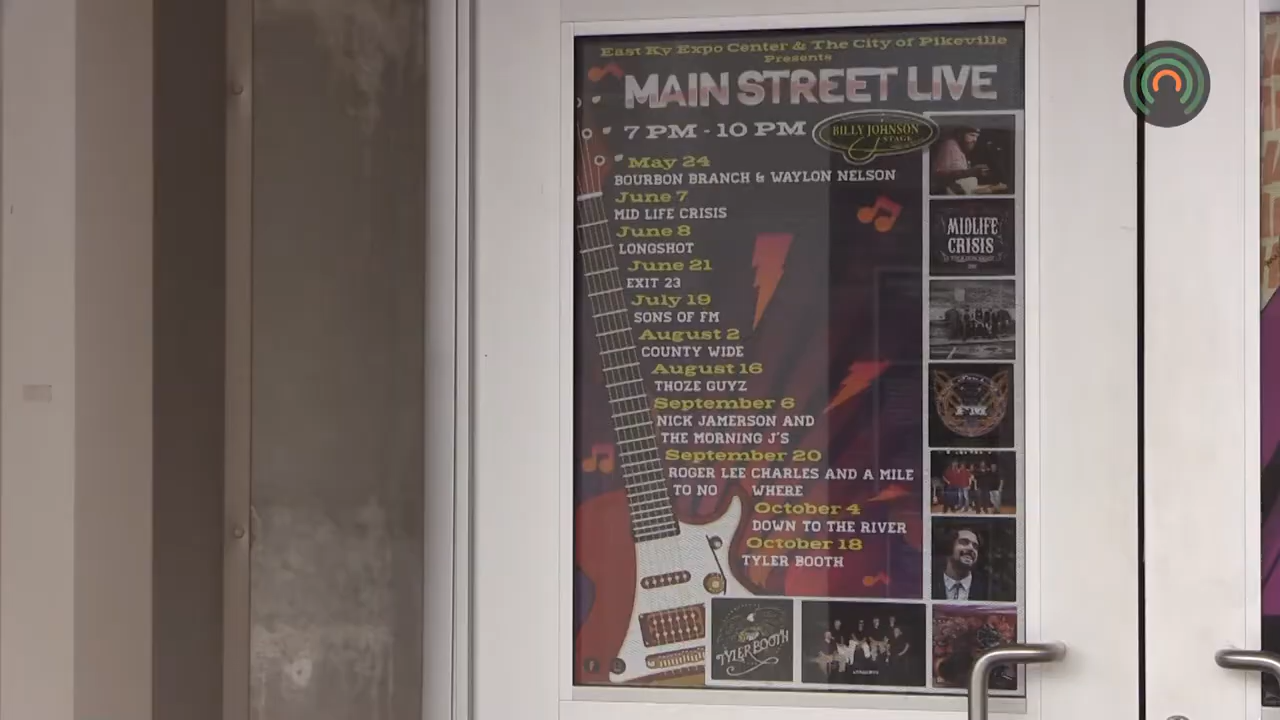 East Ky Expo Center & The City of Pikeville
Presents
MAIN STREET LIVE
7 PM - 10 PM
BILLY JOHNSON
STAGE
May 24
BOURBON BRANCH & WAYLON NELSON
June 7
MID LIFE CRISIS
June 8
LONGSHOT
June 21
EXIT 23
July 19
SONS OF FM
August 2
COUNTY WIDE
August 16
THOZE GUYZ
September 6
NICK JAMERSON AND
THE MORNING J'S
September 20
ROGER LEE CHARLES AND A MILE
TO NO WHERE
October 4
DOWN TO THE RIVER
October 18
TYLER BOOTH
MIDLIFE
CRISIS
FM
TYLER BOOTH